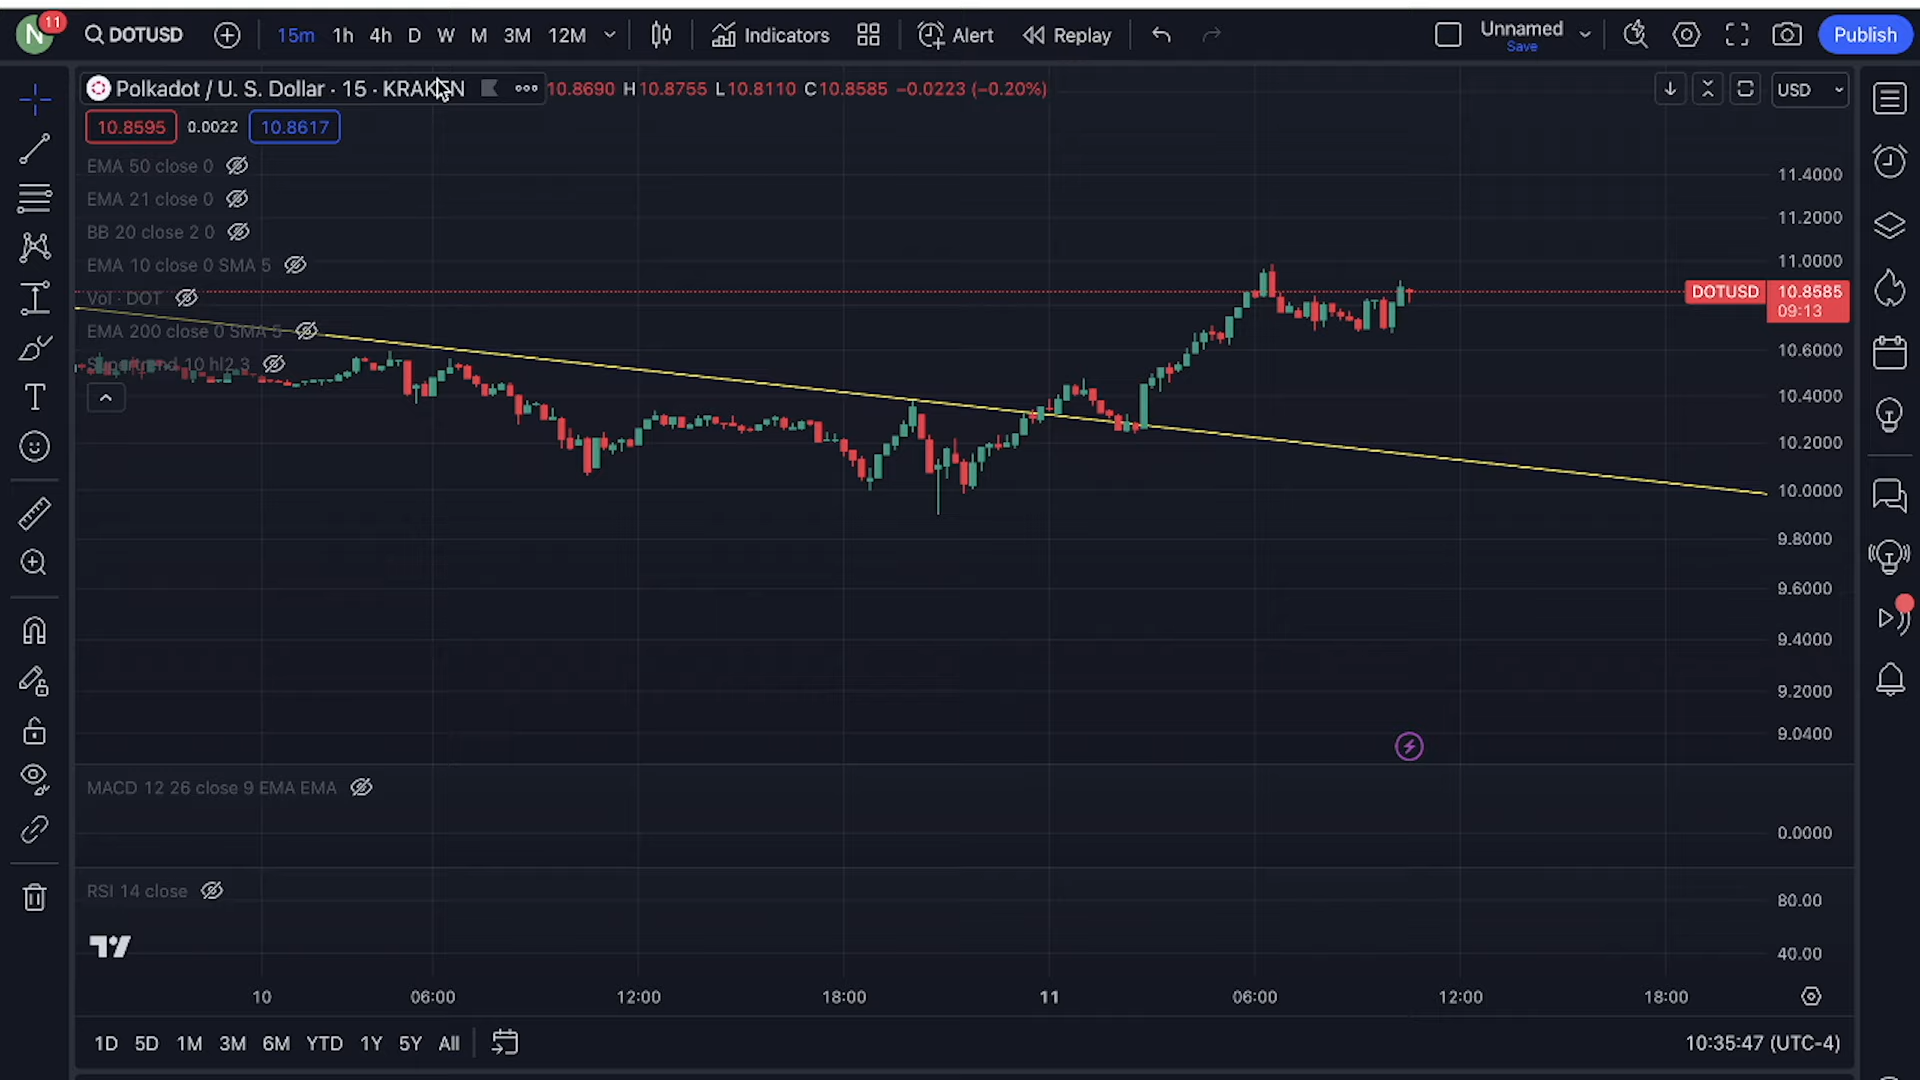 N 11 DOTUSD 15m 1h 4h D W M 3M 12M Indicators Alert Replay Unnamed Save Publish
Polkadot / U. S. Dollar · 15 · KRAKEN 10.8690 H10.8755 L10.8110 C10.8585 −0.0223 (−0.20%) USD
10.8595 0.0022 10.8617
EMA 50 close 0
EMA 21 close 0
BB 20 close 2 0
EMA 10 close 0 SMA 5
Vol · DOT
EMA 200 close 0 SMA 5
Supertrend 10 hl2 3
11.4000
11.2000
11.0000
DOTUSD 10.8585
09:13
10.6000
10.4000
10.2000
10.0000
9.8000
9.6000
9.4000
9.2000
9.0400
MACD 12 26 close 9 EMA EMA
0.0000
RSI 14 close
80.00
40.00
10 06:00 12:00 18:00 11 06:00 12:00 18:00
1D 5D 1M 3M 6M YTD 1Y 5Y All 10:35:47 (UTC-4)